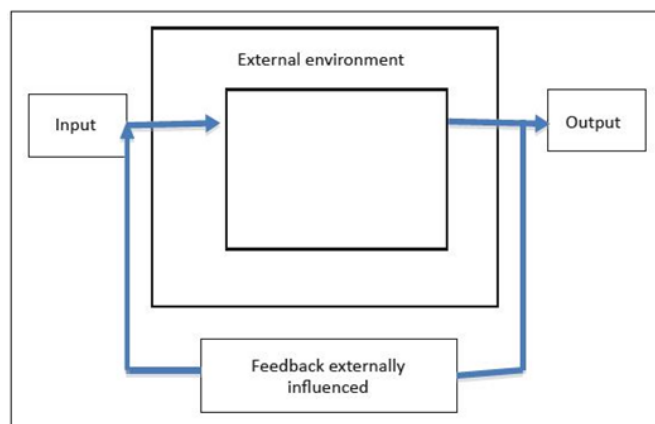 External environment
Input
Output
Feedback externally
influenced